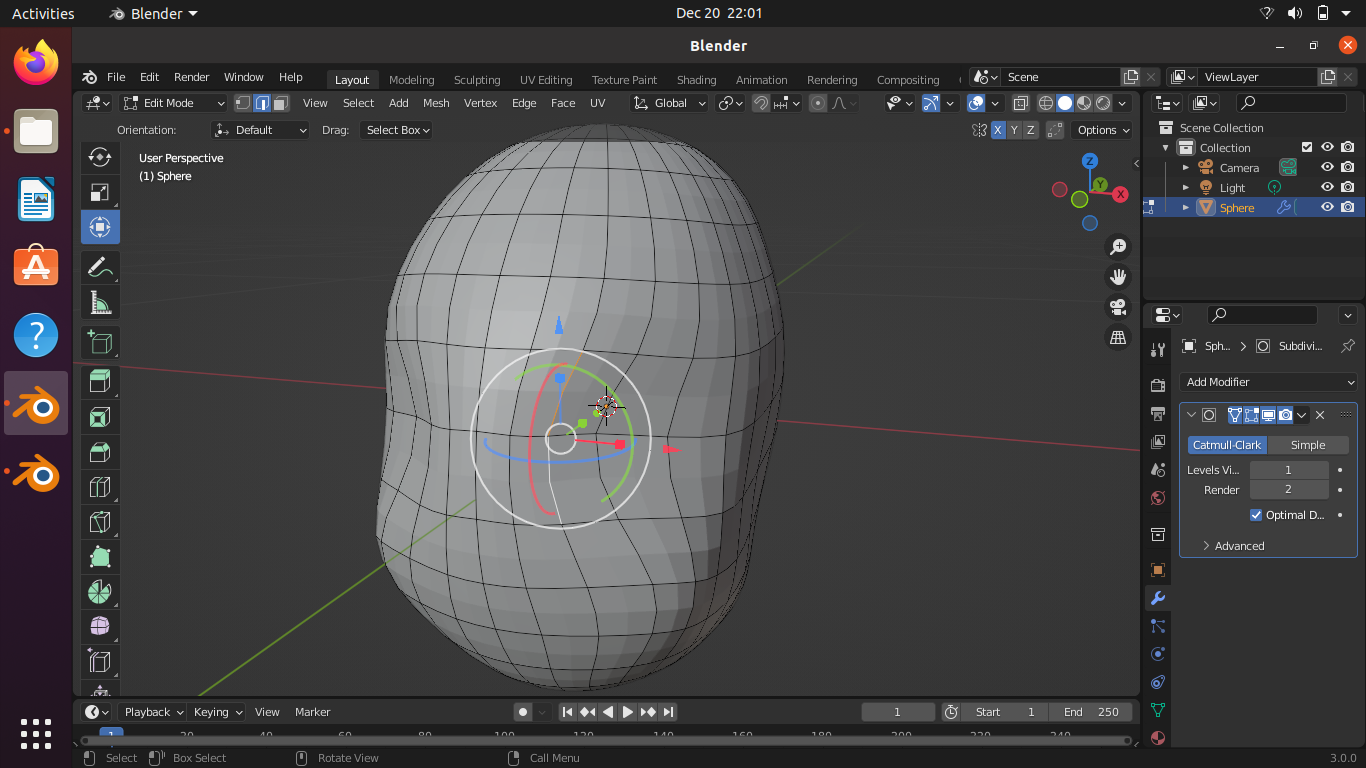 Activities Blender Dec 20 22:01
Blender
File Edit Render Window Help Layout Modeling Sculpting UV Editing Texture Paint Shading Animation Rendering Compositing Scene ViewLayer
Edit Mode View Select Add Mesh Vertex Edge Face UV Global
Orientation: Default Drag: Select Box X Y Z Options
User Perspective
(1) Sphere
Z
Y
X
Scene Collection
Collection
Camera
Light
Sphere
Sph... Subdivi...
Add Modifier
Catmull-Clark Simple
Levels Vi... 1
Render 2
Optimal D...
Advanced
Playback Keying View Marker 1 Start 1 End 250
1 20 40 60 80 100 120 140 160 180 200 220 240
Select Box Select Rotate View Call Menu 3.0.0